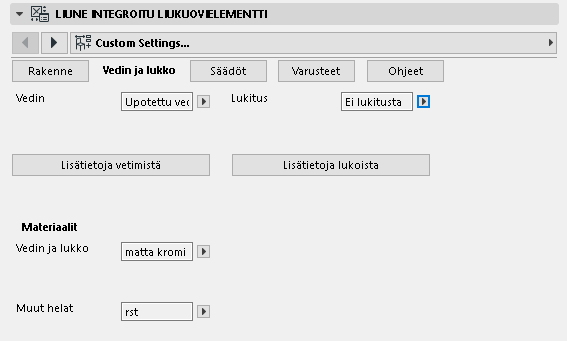 LIUNE INTEGROITU LIUKUOVIELEMENTTI
Custom Settings...
Rakenne Vedin ja lukko Säädöt Varusteet Ohjeet
Vedin Upotettu vec Lukitus Ei lukitusta
Lisätietoja vetimistä Lisätietoja lukoista
Materiaalit
Vedin ja lukko matta kromi
Muut helat rst